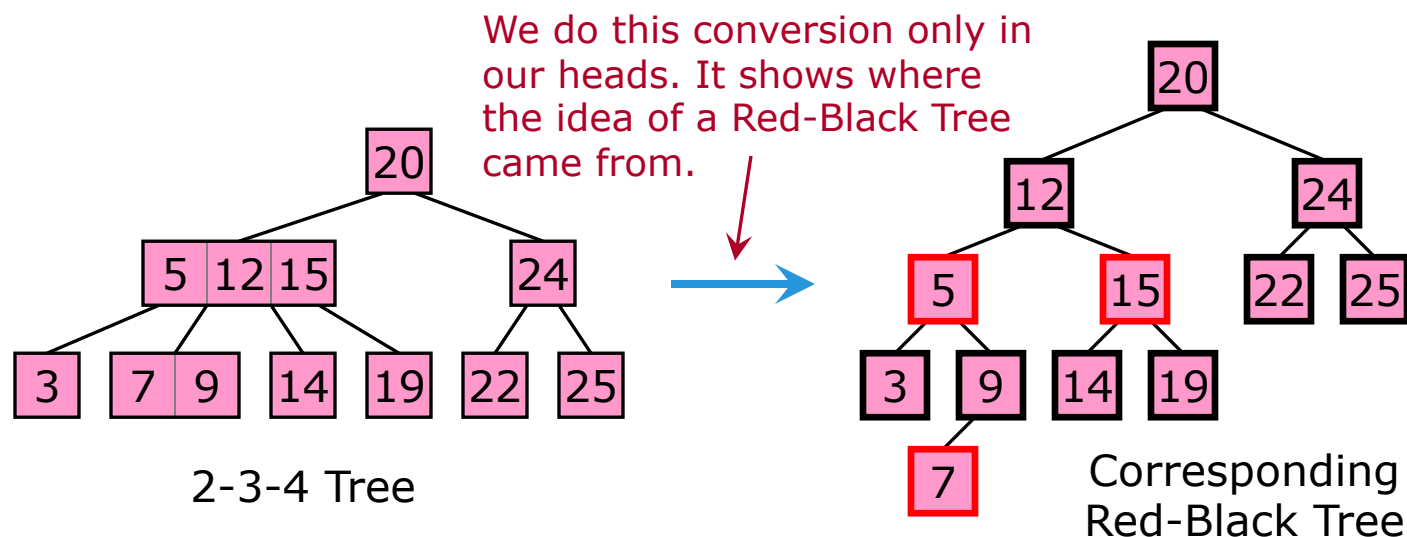 We do this conversion only in
our heads. It shows where
the idea of a Red-Black Tree
came from.
20
5 12 15
24
3
7 9
14
19
22
25
2-3-4 Tree
20
12
24
5
15
22
25
3
9
14
19
7
Corresponding
Red-Black Tree